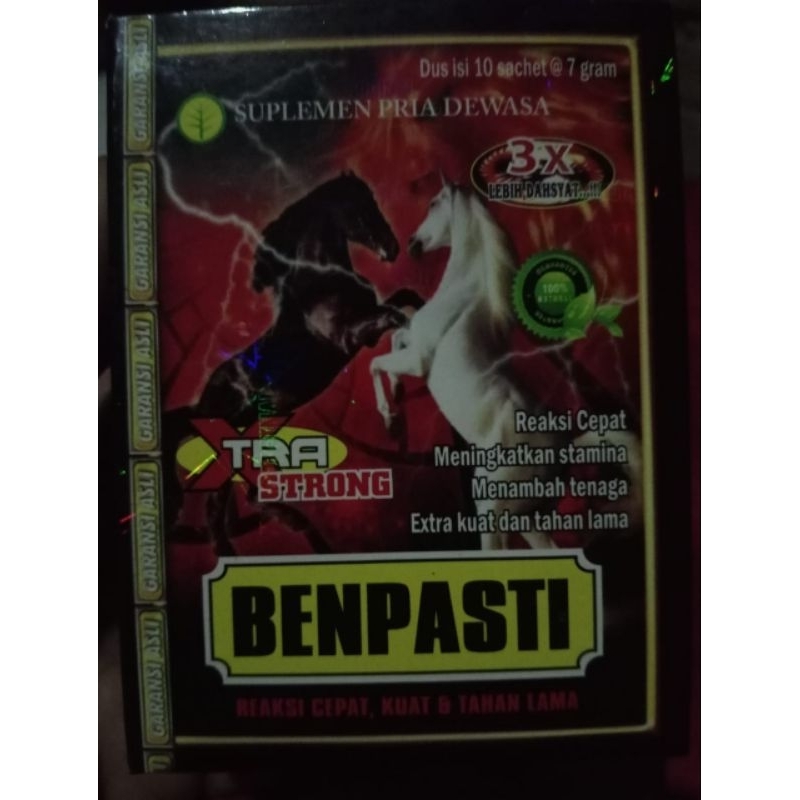 Dus isi 10 sachet @ 7 gram
SUPLEMEN PRIA DEWASA
3 X
LEBIH DAHSYAT...!!!
100%
XTRA
STRONG
Reaksi Cepat
Meningkatkan stamina
Menambah tenaga
Extra kuat dan tahan lama
BENPASTI
REAKSI CEPAT, KUAT & TAHAN LAMA
GARANSI ASLI
GARANSI ASLI
GARANSI ASLI
GARANSI ASLI
GARANSI ASLI